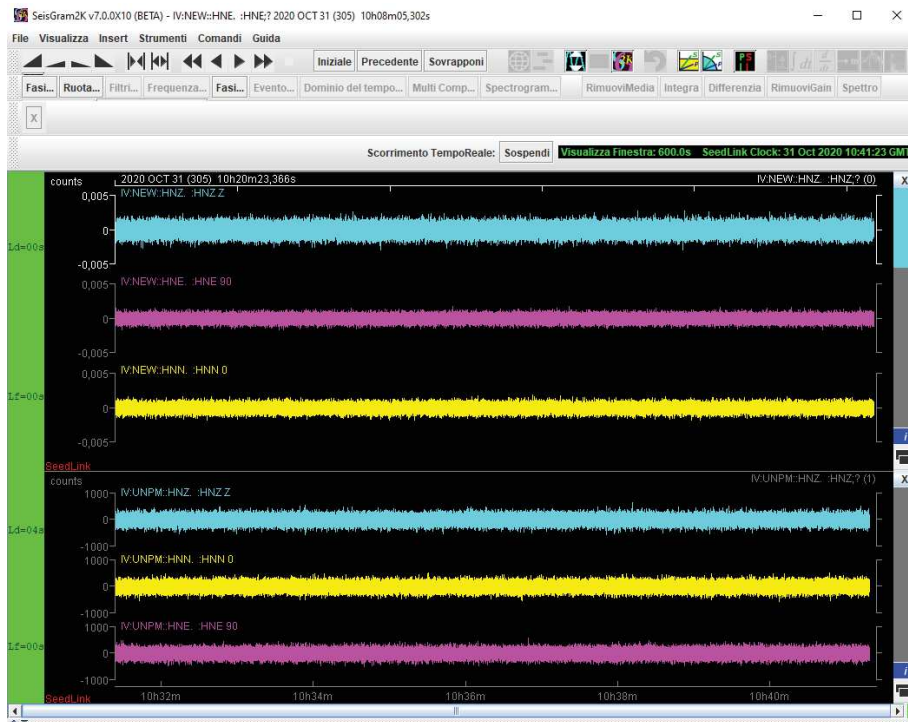 SeisGram2K v7.0.0X10 (BETA) - IV:NEW::HNE. :HNE;? 2020 OCT 31 (305) 10h08m05,302s
File Visualizza Insert Strumenti Comandi Guida
Iniziale Precedente Sovrapponi
Fasi... Ruota... Filtri... Frequenza... Fasi... Evento... Dominio del tempo... Multi Comp... Spectrogram... RimuoviMedia Integra Differenzia RimuoviGain Spettro
X
Scorrimento TempoReale: Sospendi Visualizza Finestra: 600.0s SeedLink Clock: 31 Oct 2020 10:41:23 GMT
counts 2020 OCT 31 (305) 10h20m23,366s IV:NEW::HNZ. :HNZ;? (0) X
0,005 IV:NEW::HNZ. :HNZ Z
0
Ld=00s
-0,005
0,005 IV:NEW::HNE. :HNE 90
0
-0,005
0,005 IV:NEW::HNN. :HNN 0
Lf=00s
0
-0,005
i
SeedLink
counts IV:UNPM::HNZ. :HNZ;? (1) X
1000 IV:UNPM::HNZ. :HNZ Z
0
Ld=04s
-1000
1000 IV:UNPM::HNN. :HNN 0
0
-1000
1000 IV:UNPM::HNE. :HNE 90
Lf=00s
0
i
-1000
SeedLink 10h32m 10h34m 10h36m 10h38m 10h40m